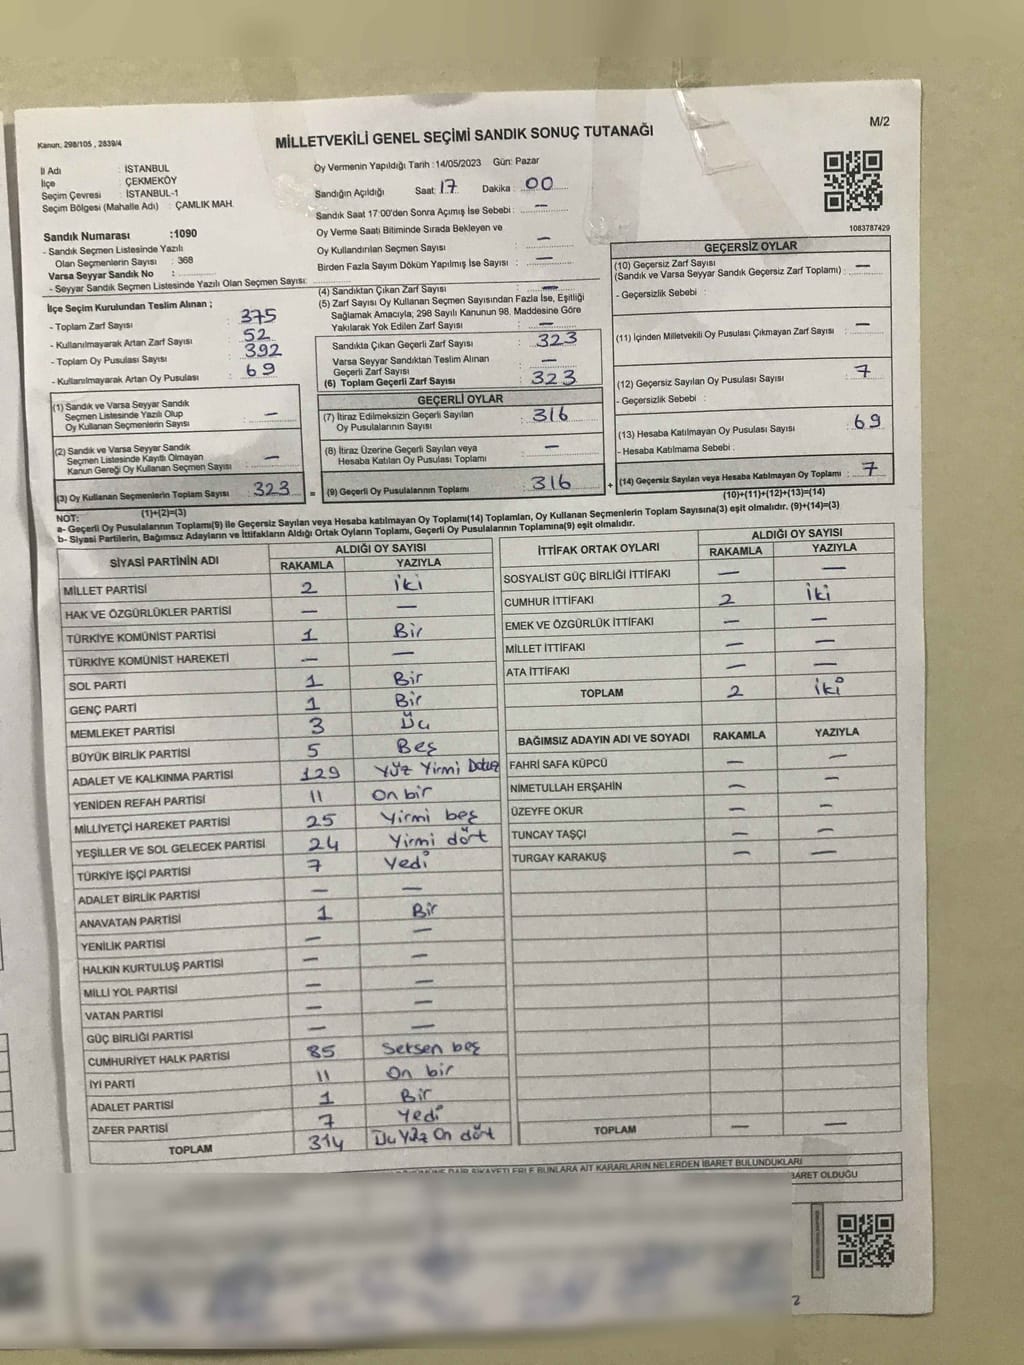 Kanun, 298/105 , 2839/4
MİLLETVEKİLİ GENEL SEÇİMİ SANDIK SONUÇ TUTANAĞI
M/2
İl Adı : İSTANBUL
İlçe : ÇEKMEKÖY
Seçim Çevresi : İSTANBUL-1
Seçim Bölgesi (Mahalle Adı) : ÇAMLIK MAH.
Sandık Numarası :1090
- Sandık Seçmen Listesinde Yazılı
Olan Seçmenlerin Sayısı : 368
Varsa Seyyar Sandık No :
- Seyyar Sandık Seçmen Listesinde Yazılı Olan Seçmen Sayısı:
Oy Vermenin Yapıldığı Tarih :14/05/2023 Gün: Pazar
Sandığın Açıldığı Saat: 17 Dakika : 00
Sandık Saat 17:00'den Sonra Açımış İse Sebebi : —
Oy Verme Saati Bitiminde Sırada Bekleyen ve
Oy Kullandırılan Seçmen Sayısı : —
Birden Fazla Sayım Döküm Yapılmış İse Sayısı : —
1083787429
İlçe Seçim Kurulundan Teslim Alınan ;
- Toplam Zarf Sayısı : 375
- Kullanılmayarak Artan Zarf Sayısı : 52
- Toplam Oy Pusulası Sayısı : 392
- Kullanılmayarak Artan Oy Pusulası : 69
(1) Sandık ve Varsa Seyyar Sandık
Seçmen Listesinde Yazılı Olup
Oy Kullanan Seçmenlerin Sayısı : —
(2) Sandık ve Varsa Seyyar Sandık
Seçmen Listesinde Kayıtlı Olmayan
Kanun Gereği Oy Kullanan Seçmen Sayısı : —
(3) Oy Kullanan Seçmenlerin Toplam Sayısı : 323
(1)+(2)=(3)
(4) Sandıktan Çıkan Zarf Sayısı : —
(5) Zarf Sayısı Oy Kullanan Seçmen Sayısından Fazla İse, Eşitliği
Sağlamak Amacıyla; 298 Sayılı Kanunun 98. Maddesine Göre
Yakılarak Yok Edilen Zarf Sayısı : —
Sandıkta Çıkan Geçerli Zarf Sayısı : 323
Varsa Seyyar Sandıktan Teslim Alınan
Geçerli Zarf Sayısı : —
(6) Toplam Geçerli Zarf Sayısı : 323
GEÇERLİ OYLAR
(7) İtiraz Edilmeksizin Geçerli Sayılan
Oy Pusulalarının Sayısı : 316
(8) İtiraz Üzerine Geçerli Sayılan veya
Hesaba Katılan Oy Pusulası Toplamı : —
= (9) Geçerli Oy Pusulalarının Toplamı : 316
GEÇERSİZ OYLAR
(10) Geçersiz Zarf Sayısı : —
(Sandık ve Varsa Seyyar Sandık Geçersiz Zarf Toplamı)
- Geçersizlik Sebebi :
(11) İçinden Milletvekili Oy Pusulası Çıkmayan Zarf Sayısı : —
(12) Geçersiz Sayılan Oy Pusulası Sayısı : 7
- Geçersizlik Sebebi :
(13) Hesaba Katılmayan Oy Pusulası Sayısı : 69
- Hesaba Katılmama Sebebi :
+ (14) Geçersiz Sayılan veya Hesaba Katılmayan Oy Toplamı : 7
(10)+(11)+(12)+(13)=(14)
NOT:
a- Geçerli Oy Pusulalarının Toplamı(9) ile Geçersiz Sayılan veya Hesaba katılmayan Oy Toplamı(14) Toplamları, Oy Kullanan Seçmenlerin Toplam Sayısına(3) eşit olmalıdır. (9)+(14)=(3)
b- Siyasi Partilerin, Bağımsız Adayların ve İttifakların Aldığı Ortak Oyların Toplamı, Geçerli Oy Pusulalarının Toplamına(9) eşit olmalıdır.
SİYASİ PARTİNİN ADI ALDIĞI OY SAYISI
RAKAMLA YAZIYLA
MİLLET PARTİSİ 2 iki
HAK VE ÖZGÜRLÜKLER PARTİSİ — —
TÜRKİYE KOMÜNİST PARTİSİ 1 Bir
TÜRKİYE KOMÜNİST HAREKETİ — —
SOL PARTİ 1 Bir
GENÇ PARTİ 1 Bir
MEMLEKET PARTİSİ 3 Üç
BÜYÜK BİRLİK PARTİSİ 5 Beş
ADALET VE KALKINMA PARTİSİ 129 Yüz Yirmi Dokuz
YENİDEN REFAH PARTİSİ 11 On bir
MİLLİYETÇİ HAREKET PARTİSİ 25 Yirmi beş
YEŞİLLER VE SOL GELECEK PARTİSİ 24 Yirmi dört
TÜRKİYE İŞÇİ PARTİSİ 7 Yedi
ADALET BİRLİK PARTİSİ — —
ANAVATAN PARTİSİ 1 Bir
YENİLİK PARTİSİ — —
HALKIN KURTULUŞ PARTİSİ — —
MİLLİ YOL PARTİSİ — —
VATAN PARTİSİ — —
GÜÇ BİRLİĞİ PARTİSİ — —
CUMHURİYET HALK PARTİSİ 85 Seksen beş
İYİ PARTİ 11 On bir
ADALET PARTİSİ 1 Bir
ZAFER PARTİSİ 7 Yedi
TOPLAM 314 Üç Yüz On dört
İTTİFAK ORTAK OYLARI ALDIĞI OY SAYISI
RAKAMLA YAZIYLA
SOSYALİST GÜÇ BİRLİĞİ İTTİFAKI — —
CUMHUR İTTİFAKI 2 iki
EMEK VE ÖZGÜRLÜK İTTİFAKI — —
MİLLET İTTİFAKI — —
ATA İTTİFAKI — —
TOPLAM 2 iki
BAĞIMSIZ ADAYIN ADI VE SOYADI RAKAMLA YAZIYLA
FAHRİ SAFA KÜPCÜ — —
NİMETULLAH ERŞAHİN — —
ÜZEYFE OKUR — —
TUNCAY TAŞÇI — —
TURGAY KARAKUŞ — —
TOPLAM — —
DAİR ŞİKAYETLERLE BUNLARA AİT KARARLARIN NELERDEN İBARET BULUNDUKLARI
BARET OLDUĞU
2